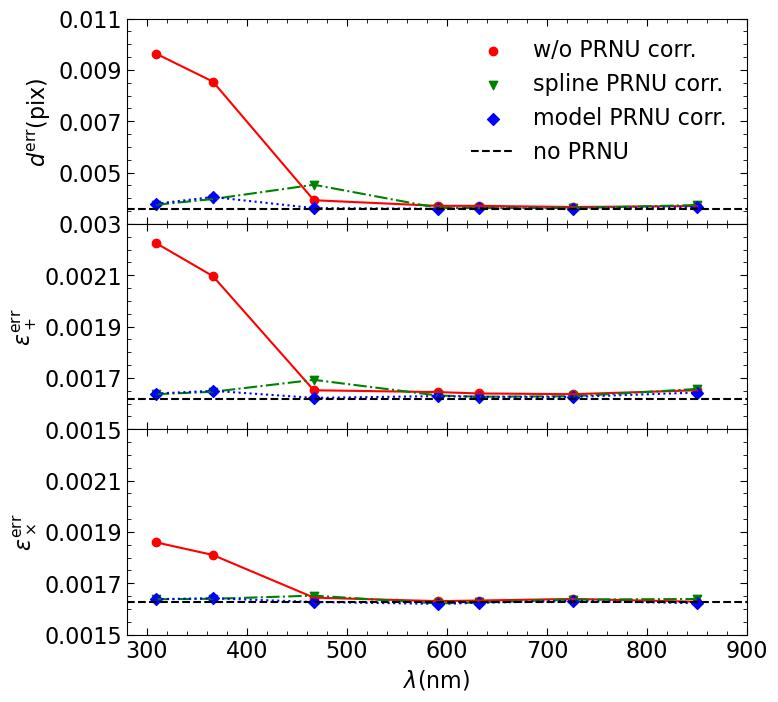 0.011
0.009
0.007
0.005
0.003
d^err(pix)
w/o PRNU corr.
spline PRNU corr.
model PRNU corr.
no PRNU
0.0021
0.0019
0.0017
0.0015
ε₊^err
0.0021
0.0019
0.0017
0.0015
ε×^err
300 400 500 600 700 800 900
λ(nm)